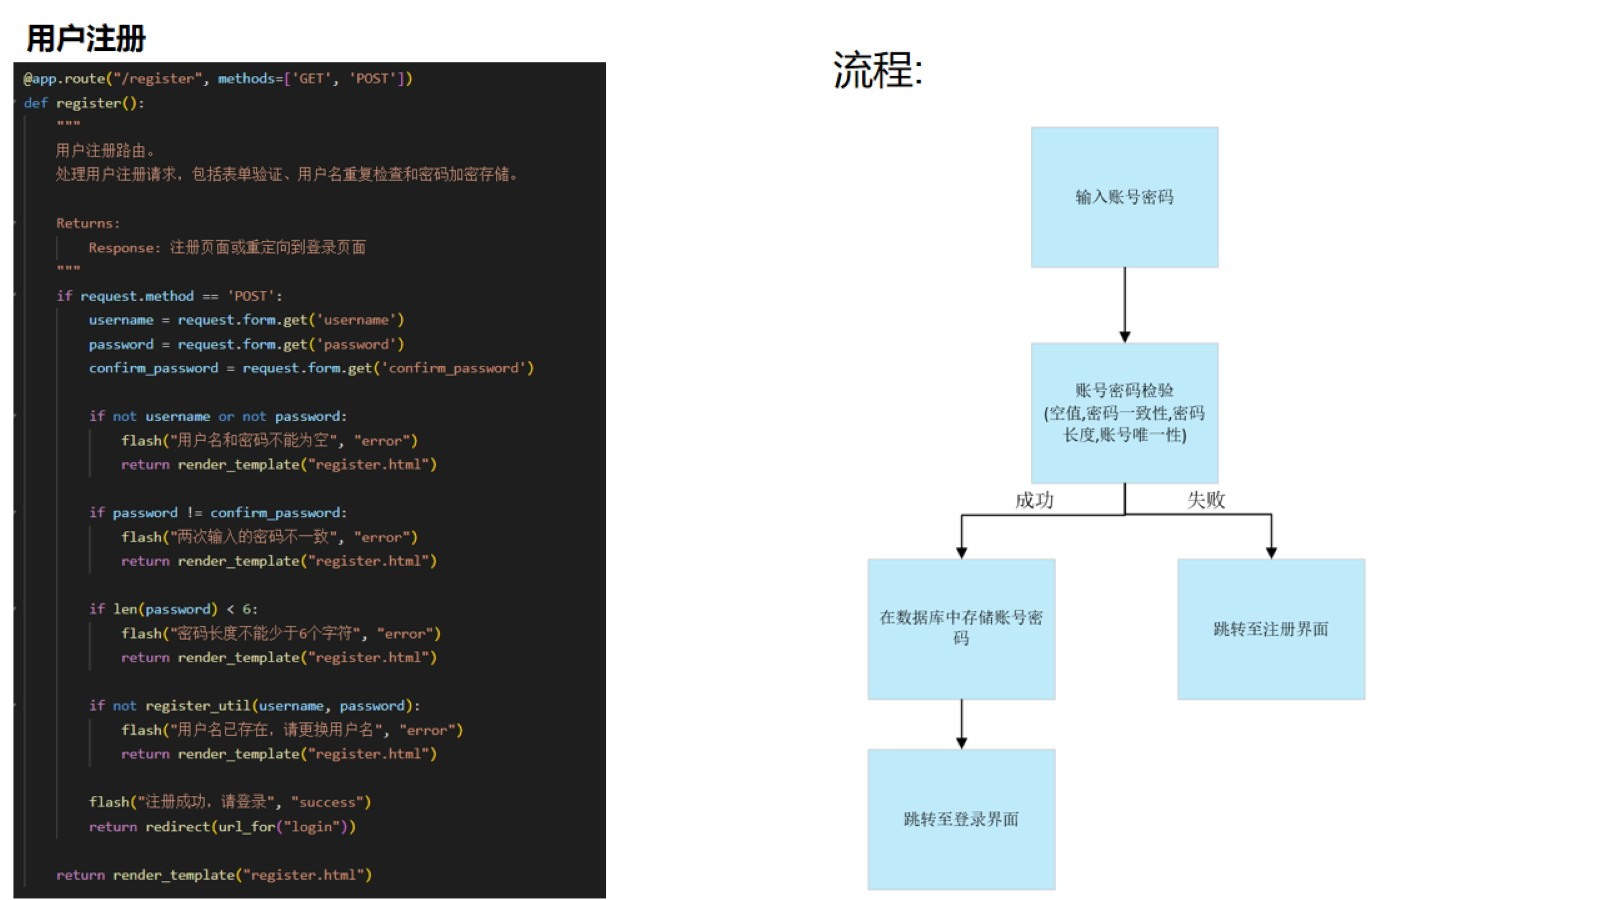 用户注册
@app.route("/register", methods=['GET', 'POST'])
def register():
"""
用户注册路由。
处理用户注册请求，包括表单验证、用户名重复检查和密码加密存储。
Returns:
Response: 注册页面或重定向到登录页面
"""
if request.method == 'POST':
username = request.form.get('username')
password = request.form.get('password')
confirm_password = request.form.get('confirm_password')
if not username or not password:
flash("用户名和密码不能为空", "error")
return render_template("register.html")
if password != confirm_password:
flash("两次输入的密码不一致", "error")
return render_template("register.html")
if len(password) < 6:
flash("密码长度不能少于6个字符", "error")
return render_template("register.html")
if not register_util(username, password):
flash("用户名已存在，请更换用户名", "error")
return render_template("register.html")
flash("注册成功，请登录", "success")
return redirect(url_for("login"))
return render_template("register.html")
流程:
输入账号密码
账号密码检验
(空值,密码一致性,密码
长度,账号唯一性)
成功
失败
在数据库中存储账号密
码
跳转至注册界面
跳转至登录界面